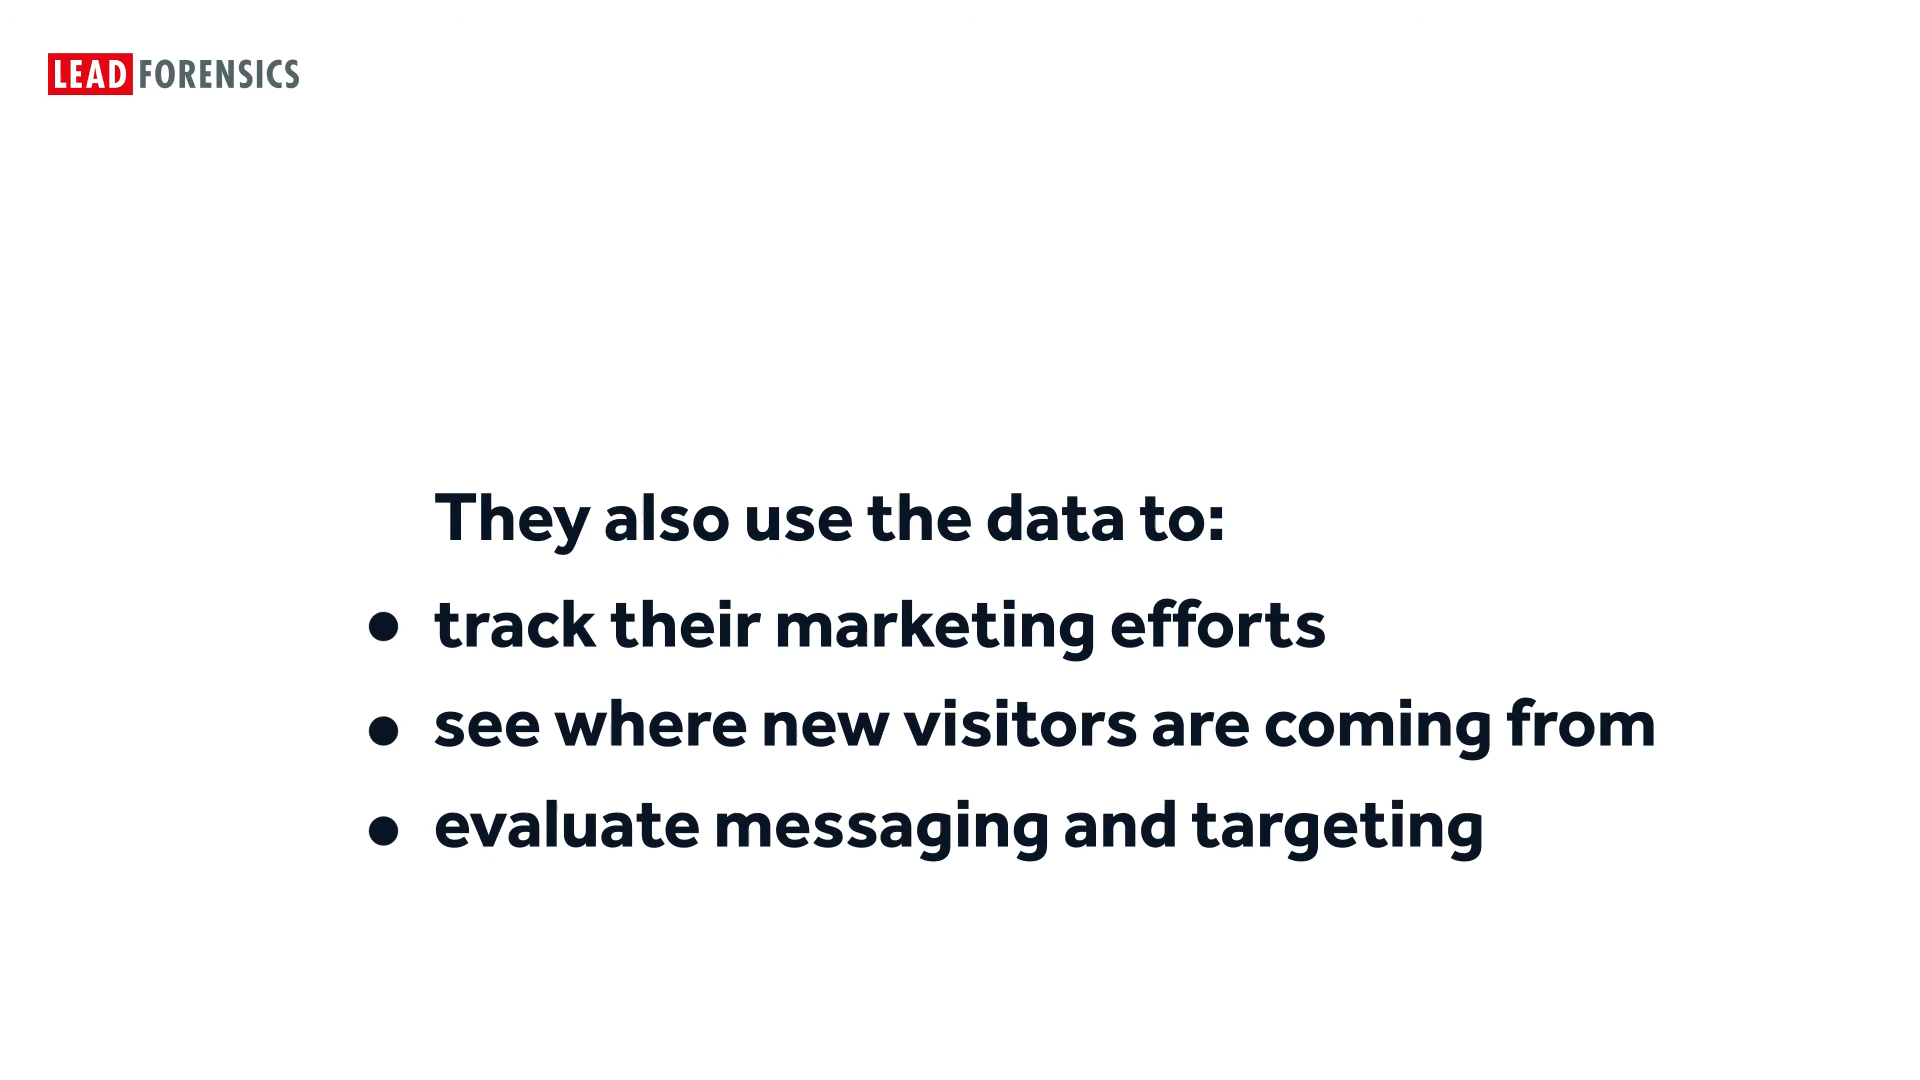 LEAD FORENSICS
They also use the data to:
● track their marketing efforts
● see where new visitors are coming from
● evaluate messaging and targeting